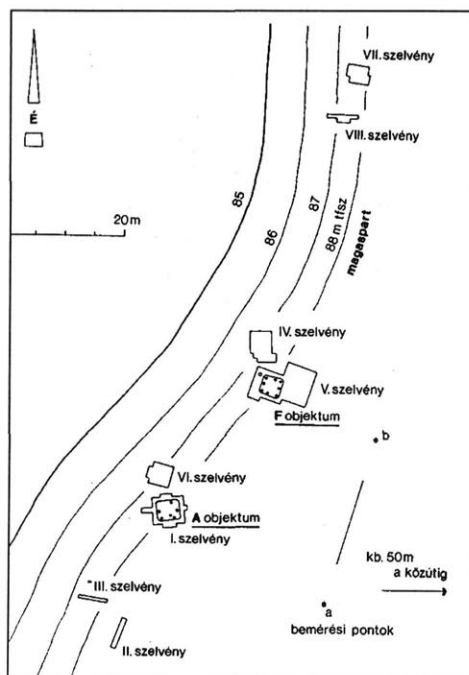 VII. szelvény
É
VIII. szelvény
20 m
85
86
87
88 m tfsz
magaspart
IV. szelvény
V. szelvény
F objektum
b
VI. szelvény
A objektum
I. szelvény
kb. 50m
a közútig
III. szelvény
a
bemérési pontok
II. szelvény